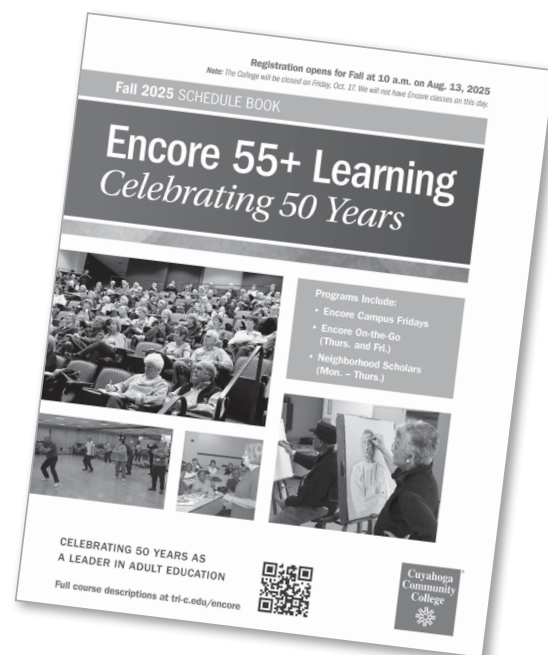 Registration opens for Fall at 10 a.m. on Aug. 13, 2025
Note: The College will be closed on Friday, Oct. 17. We will not have Encore classes on this day.
Fall 2025 SCHEDULE BOOK
Encore 55+ Learning
Celebrating 50 Years
Programs Include:
• Encore Campus Fridays
• Encore On-the-Go
(Thurs. and Fri.)
• Neighborhood Scholars
(Mon. – Thurs.)
CELEBRATING 50 YEARS AS
A LEADER IN ADULT EDUCATION
Full course descriptions at tri-c.edu/encore
Cuyahoga
Community
College
®